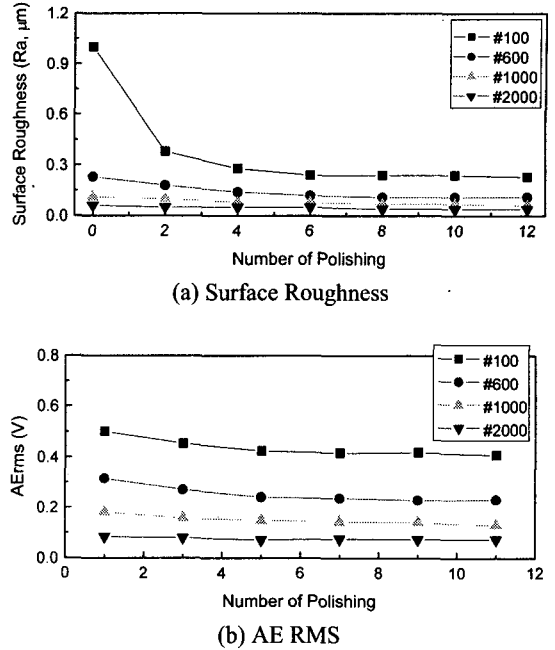 1.2
0.9
0.6
0.3
0.0
Surface Roughness (Ra, μm)
#100
#600
#1000
#2000
0 2 4 6 8 10 12
Number of Polishing
(a) Surface Roughness
0.8
0.6
0.4
0.2
0.0
AErms (V)
#100
#600
#1000
#2000
0 2 4 6 8 10 12
Number of Polishing
(b) AE RMS